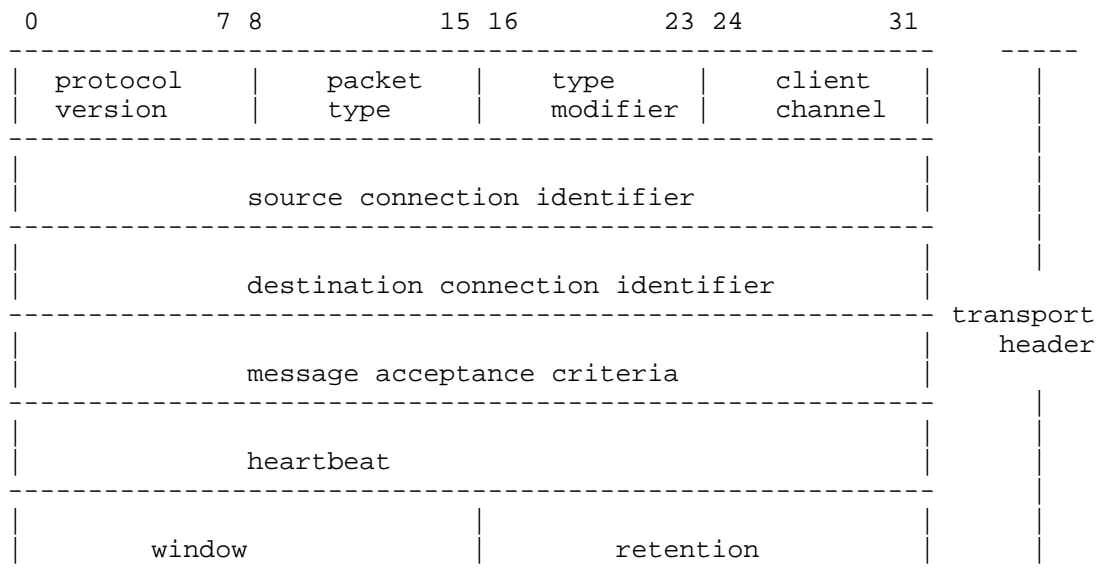 0 7 8 15 16 23 24 31
protocol packet type client
version type modifier channel
source connection identifier
destination connection identifier
transport
header
message acceptance criteria
heartbeat
window retention